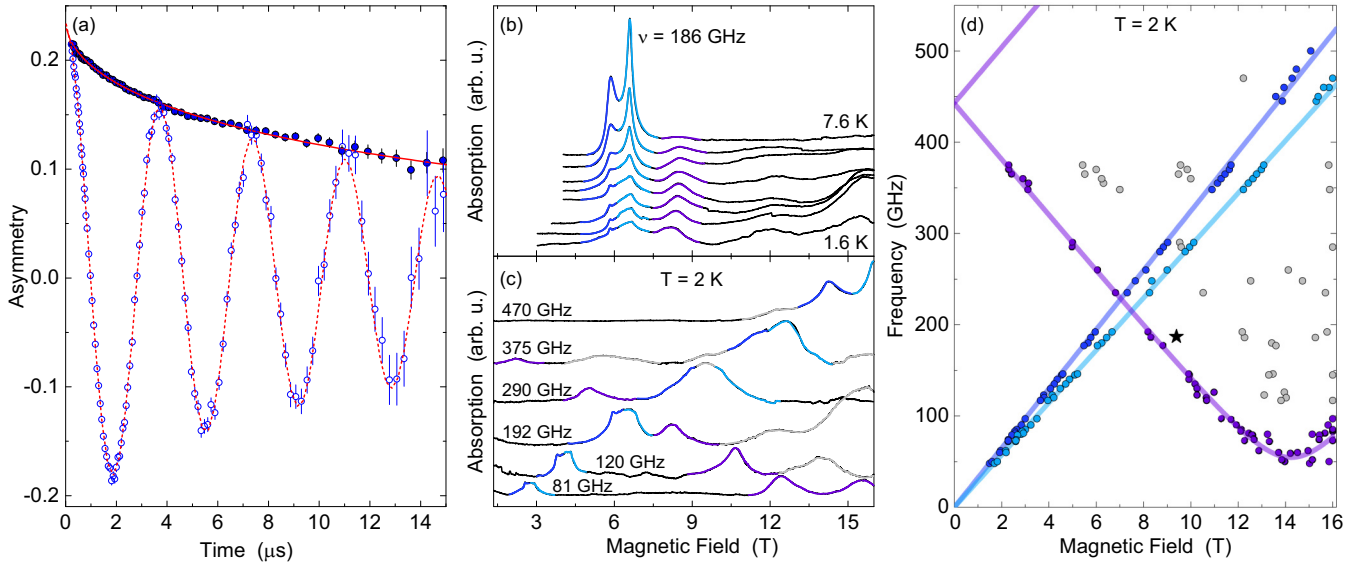 (a)
0.2
0.1
0.0
-0.1
-0.2
Asymmetry
0 2 4 6 8 10 12 14
Time (μs)
(b)
ν = 186 GHz
7.6 K
1.6 K
Absorption (arb. u.)
(c)
T = 2 K
470 GHz
375 GHz
290 GHz
192 GHz
120 GHz
81 GHz
Absorption (arb. u.)
3 6 9 12 15
Magnetic Field (T)
(d)
T = 2 K
500
400
300
200
100
0
Frequency (GHz)
0 2 4 6 8 10 12 14 16
Magnetic Field (T)